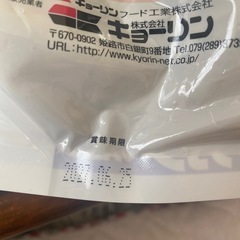 キョーリンフード工業株式会社
株式会社
キョーリン
〒670-0902 姫路市白銀町9番地 Tel.079(289)
URL: http://www.kyorin-net.co.jp/
賞味期限
2027.06.25